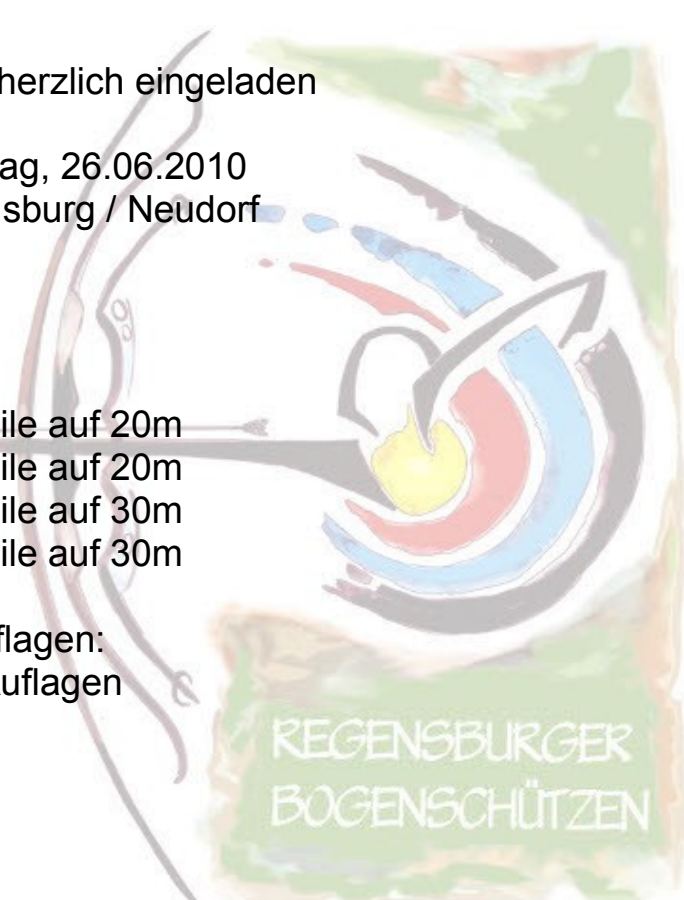 herzlich eingeladen
ag, 26.06.2010
sburg / Neudorf
ile auf 20m
ile auf 20m
ile auf 30m
ile auf 30m
flagen:
uflagen
REGENSBURGER
BOGENSCHÜTZEN